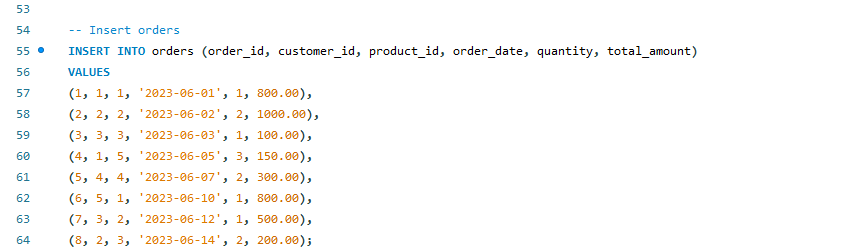 53
54 -- Insert orders
55 INSERT INTO orders (order_id, customer_id, product_id, order_date, quantity, total_amount)
56 VALUES
57 (1, 1, 1, '2023-06-01', 1, 800.00),
58 (2, 2, 2, '2023-06-02', 2, 1000.00),
59 (3, 3, 3, '2023-06-03', 1, 100.00),
60 (4, 1, 5, '2023-06-05', 3, 150.00),
61 (5, 4, 4, '2023-06-07', 2, 300.00),
62 (6, 5, 1, '2023-06-10', 1, 800.00),
63 (7, 3, 2, '2023-06-12', 1, 500.00),
64 (8, 2, 3, '2023-06-14', 2, 200.00);